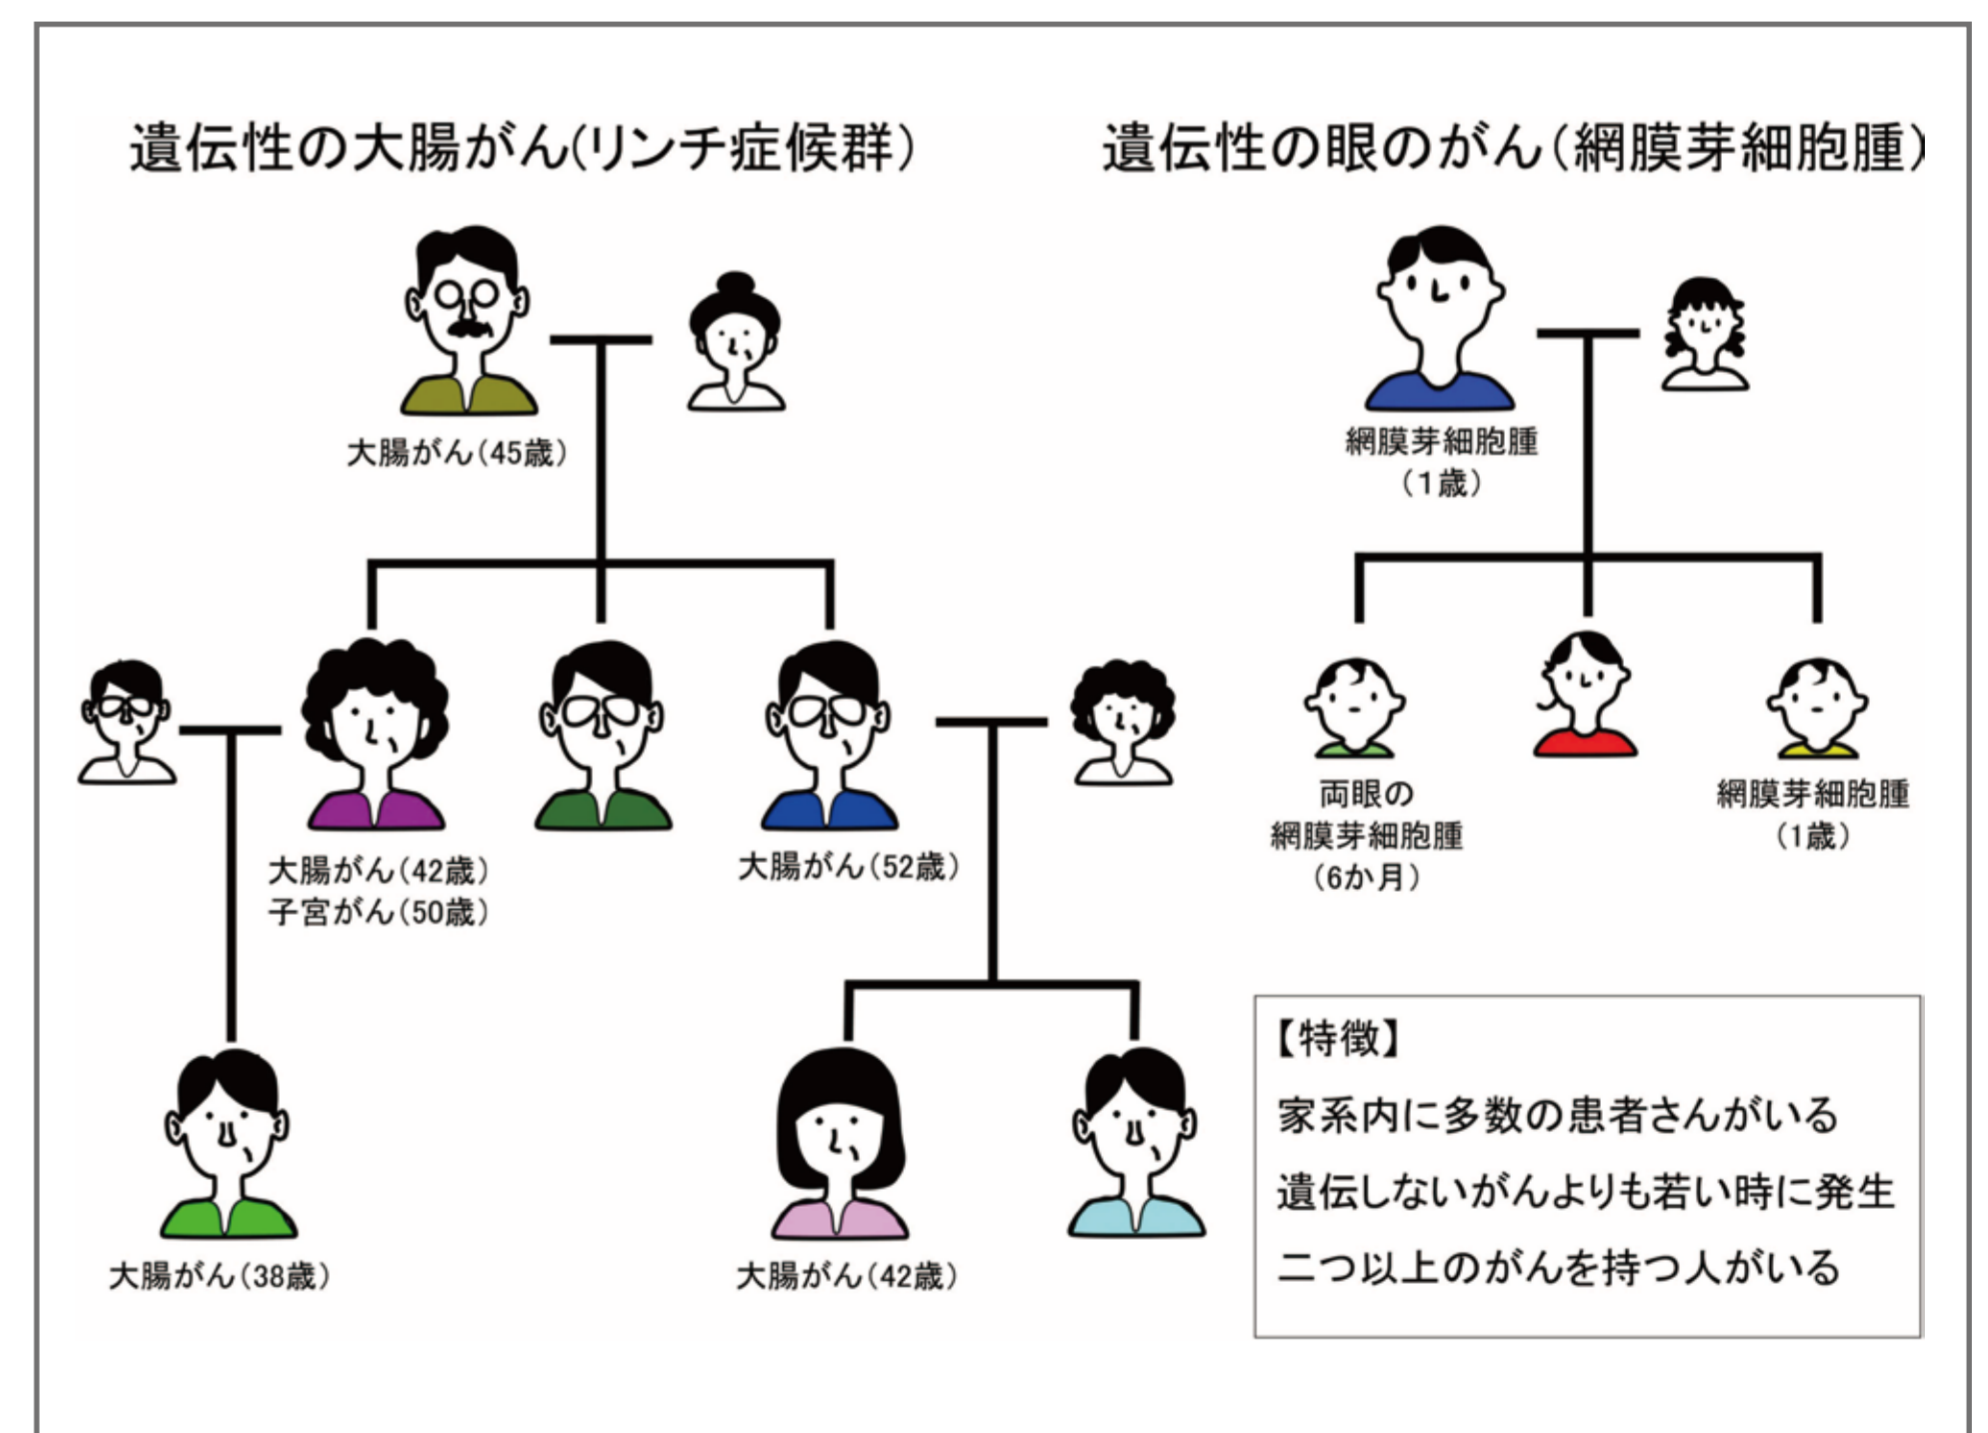 遺伝性の大腸がん(リンチ症候群)
大腸がん(45歳)
大腸がん(42歳)
子宮がん(50歳)
大腸がん(52歳)
大腸がん(38歳)
大腸がん(42歳)
遺伝性の眼のがん(網膜芽細胞腫)
網膜芽細胞腫
(1歳)
両眼の
網膜芽細胞腫
(6か月)
網膜芽細胞腫
(1歳)
【特徴】
家系内に多数の患者さんがいる
遺伝しないがんよりも若い時に発生
二つ以上のがんを持つ人がいる